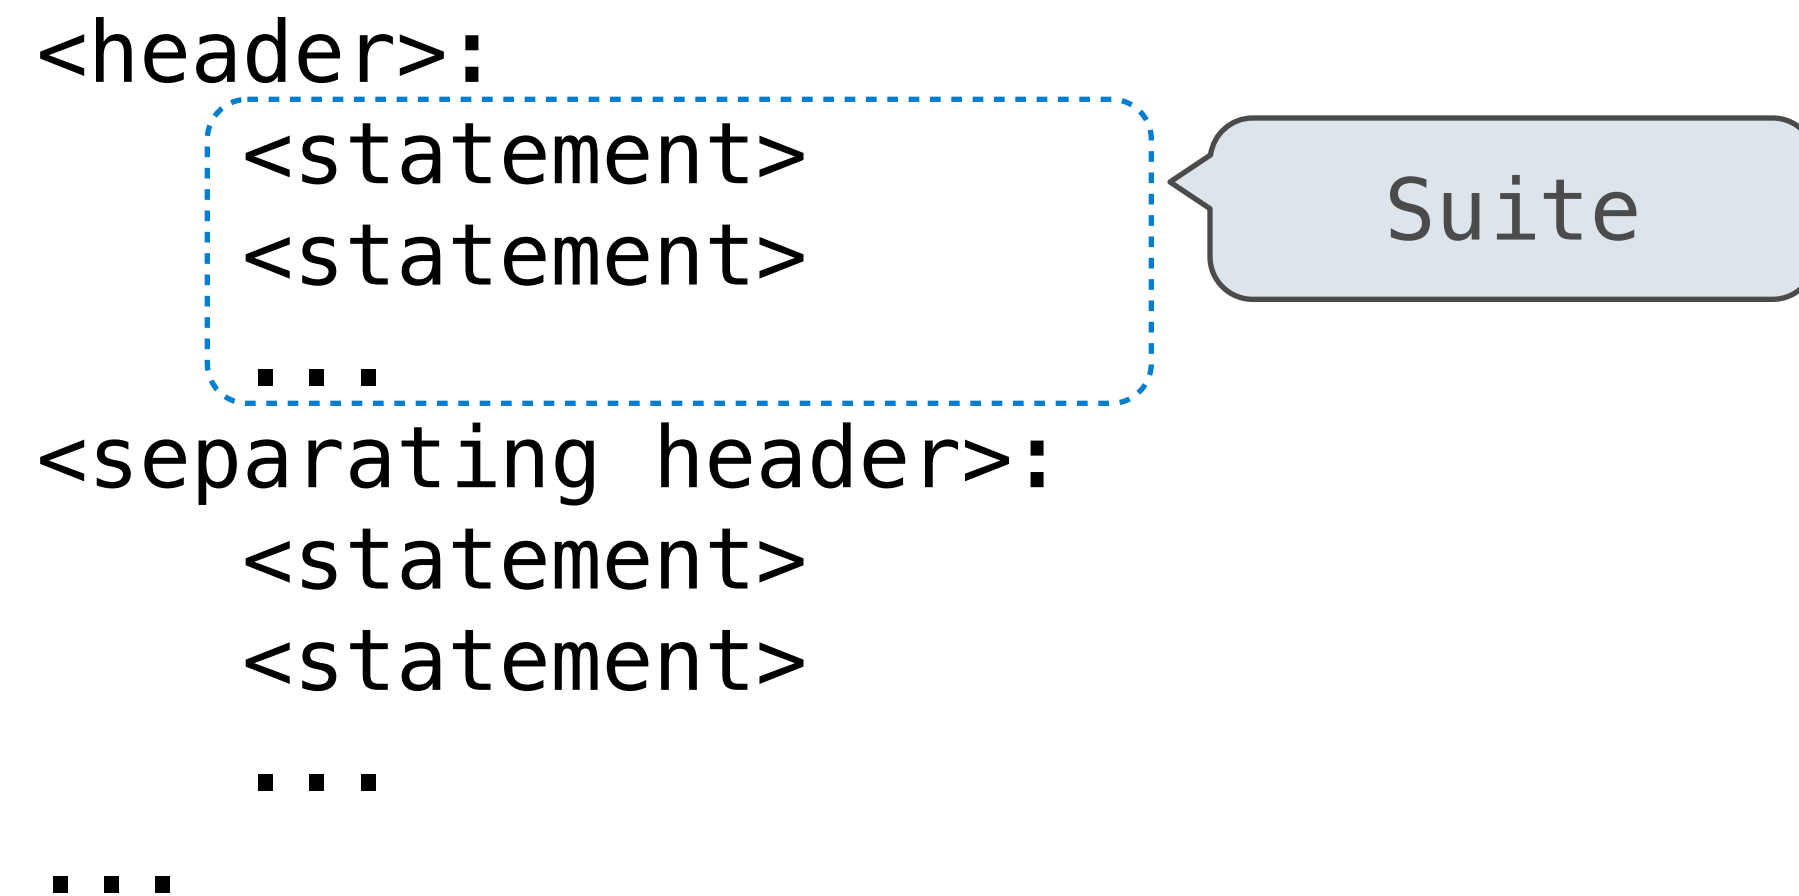 <header>:
    <statement>
    <statement>
    ...
Suite
<separating header>:
    <statement>
    <statement>
    ...
...